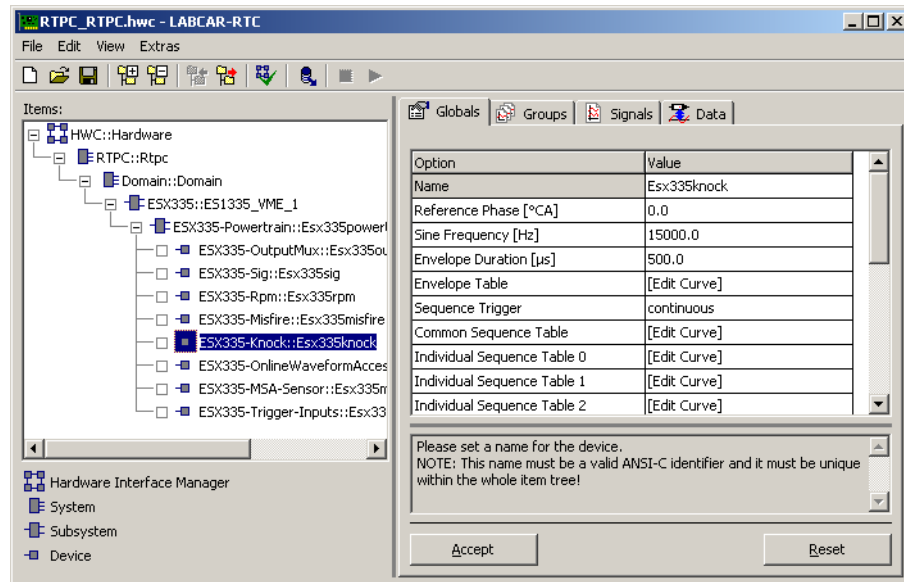 RTPC_RTPC.hwc - LABCAR-RTC
File Edit View Extras
Items:
HWC::Hardware
RTPC::Rtpc
Domain::Domain
ESX335::ES1335_VME_1
ESX335-Powertrain::Esx335powert
ESX335-OutputMux::Esx335ou
ESX335-Sig::Esx335sig
ESX335-Rpm::Esx335rpm
ESX335-Misfire::Esx335misfire
ESX335-Knock::Esx335knock
ESX335-OnlineWaveformAcces
ESX335-MSA-Sensor::Esx335m
ESX335-Trigger-Inputs::Esx33
Hardware Interface Manager
System
Subsystem
Device
Globals Groups Signals Data
Option Value
Name Esx335knock
Reference Phase [°CA] 0.0
Sine Frequency [Hz] 15000.0
Envelope Duration [µs] 500.0
Envelope Table [Edit Curve]
Sequence Trigger continuous
Common Sequence Table [Edit Curve]
Individual Sequence Table 0 [Edit Curve]
Individual Sequence Table 1 [Edit Curve]
Individual Sequence Table 2 [Edit Curve]
Please set a name for the device.
NOTE: This name must be a valid ANSI-C identifier and it must be unique
within the whole item tree!
Accept Reset